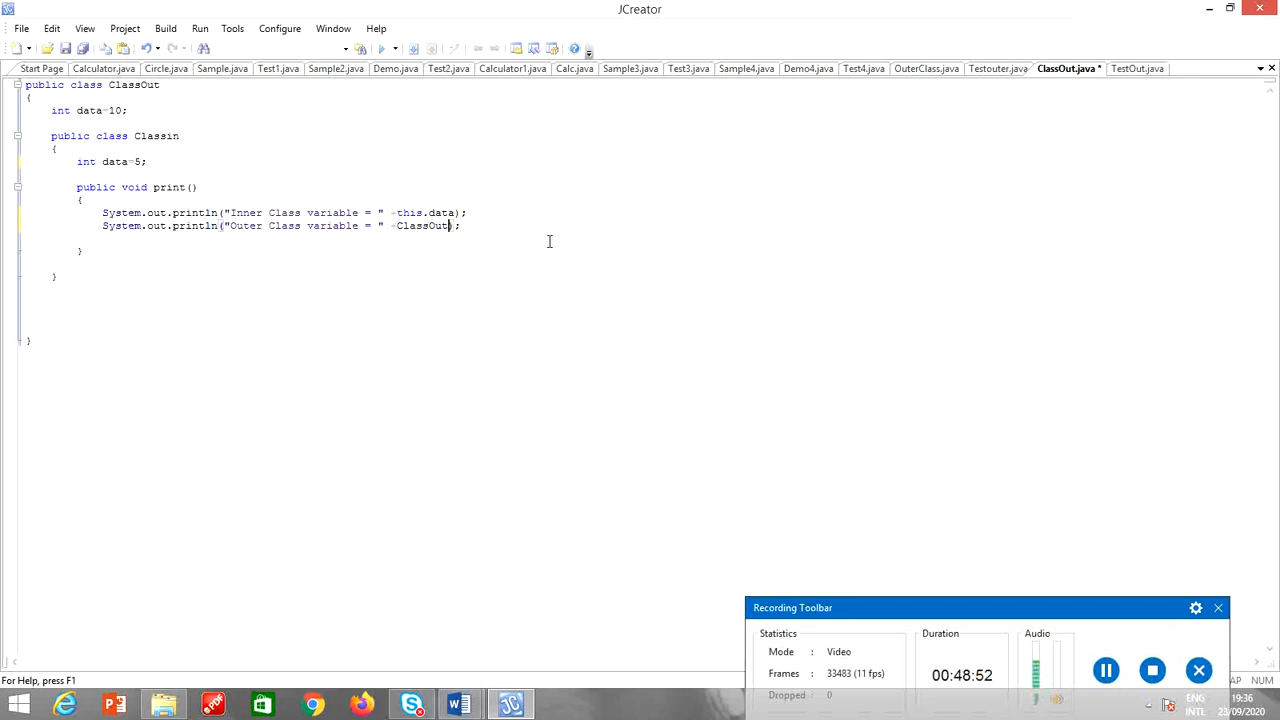 JCreator
File Edit View Project Build Run Tools Configure Window Help
Start Page Calculator.java Circle.java Sample.java Test1.java Sample2.java Demo.java Test2.java Calculator1.java Calc.java Sample3.java Test3.java Sample4.java Demo4.java Test4.java OuterClass.java Testouter.java ClassOut.java * TestOut.java
public class ClassOut
{
int data=10;
public class Classin
{
int data=5;
public void print()
{
System.out.println("Inner Class variable = " +this.data);
System.out.println("Outer Class variable = " +ClassOut);
}
}
}
Recording Toolbar
Statistics Duration Audio
Mode : Video
Frames : 33483 (11 fps)
00:48:52
Dropped : 0
For Help, press F1
AP NUM
ENG 19:36
INTL 23/09/2020